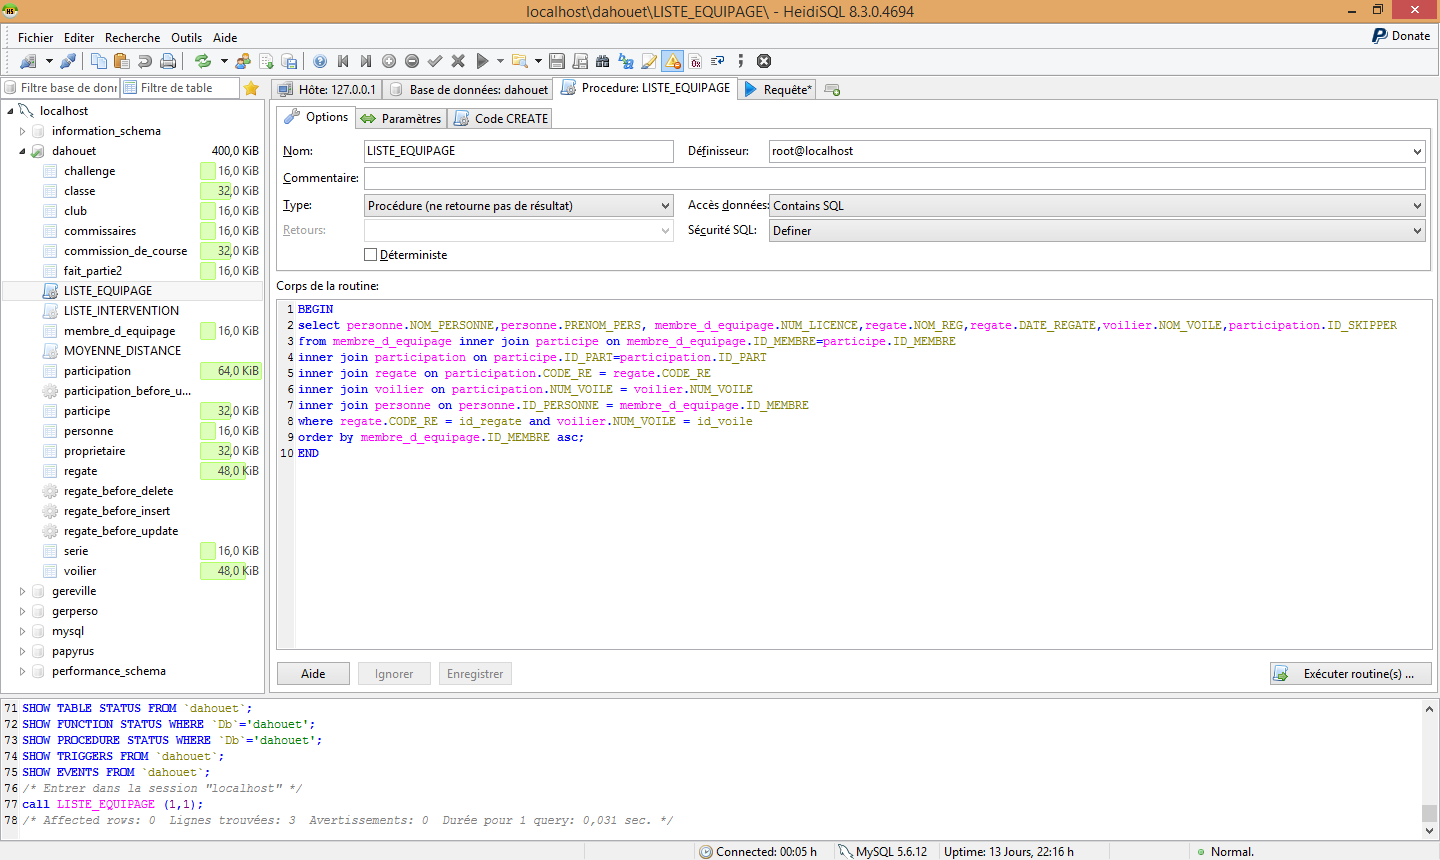 localhost\dahouet\LISTE_EQUIPAGE\ - HeidiSQL 8.3.0.4694
Fichier Editer Recherche Outils Aide
Donate
Filtre base de donn Filtre de table
Hôte: 127.0.0.1 Base de données: dahouet Procedure: LISTE_EQUIPAGE Requête*
localhost
information_schema
dahouet 400,0 KiB
challenge 16,0 KiB
classe 32,0 KiB
club 16,0 KiB
commissaires 16,0 KiB
commission_de_course 32,0 KiB
fait_partie2 16,0 KiB
LISTE_EQUIPAGE
LISTE_INTERVENTION
membre_d_equipage 16,0 KiB
MOYENNE_DISTANCE
participation 64,0 KiB
participation_before_u...
participe 32,0 KiB
personne 16,0 KiB
proprietaire 32,0 KiB
regate 48,0 KiB
regate_before_delete
regate_before_insert
regate_before_update
serie 16,0 KiB
voilier 48,0 KiB
gereville
gerperso
mysql
papyrus
performance_schema
Options Paramètres Code CREATE
Nom: LISTE_EQUIPAGE Définisseur: root@localhost
Commentaire:
Type: Procédure (ne retourne pas de résultat) Accès données: Contains SQL
Retours: Sécurité SQL: Definer
Déterministe
Corps de la routine:
1 BEGIN
2 select personne.NOM_PERSONNE,personne.PRENOM_PERS, membre_d_equipage.NUM_LICENCE,regate.NOM_REG,regate.DATE_REGATE,voilier.NOM_VOILE,participation.ID_SKIPPER
3 from membre_d_equipage inner join participe on membre_d_equipage.ID_MEMBRE=participe.ID_MEMBRE
4 inner join participation on participe.ID_PART=participation.ID_PART
5 inner join regate on participation.CODE_RE = regate.CODE_RE
6 inner join voilier on participation.NUM_VOILE = voilier.NUM_VOILE
7 inner join personne on personne.ID_PERSONNE = membre_d_equipage.ID_MEMBRE
8 where regate.CODE_RE = id_regate and voilier.NUM_VOILE = id_voile
9 order by membre_d_equipage.ID_MEMBRE asc;
10 END
Aide Ignorer Enregistrer Exécuter routine(s) ...
71 SHOW TABLE STATUS FROM `dahouet`;
72 SHOW FUNCTION STATUS WHERE `Db`='dahouet';
73 SHOW PROCEDURE STATUS WHERE `Db`='dahouet';
74 SHOW TRIGGERS FROM `dahouet`;
75 SHOW EVENTS FROM `dahouet`;
76 /* Entrer dans la session "localhost" */
77 call LISTE_EQUIPAGE (1,1);
78 /* Affected rows: 0  Lignes trouvées: 3  Avertissements: 0  Durée pour 1 query: 0,031 sec. */
Connected: 00:05 h MySQL 5.6.12 Uptime: 13 Jours, 22:16 h Normal.